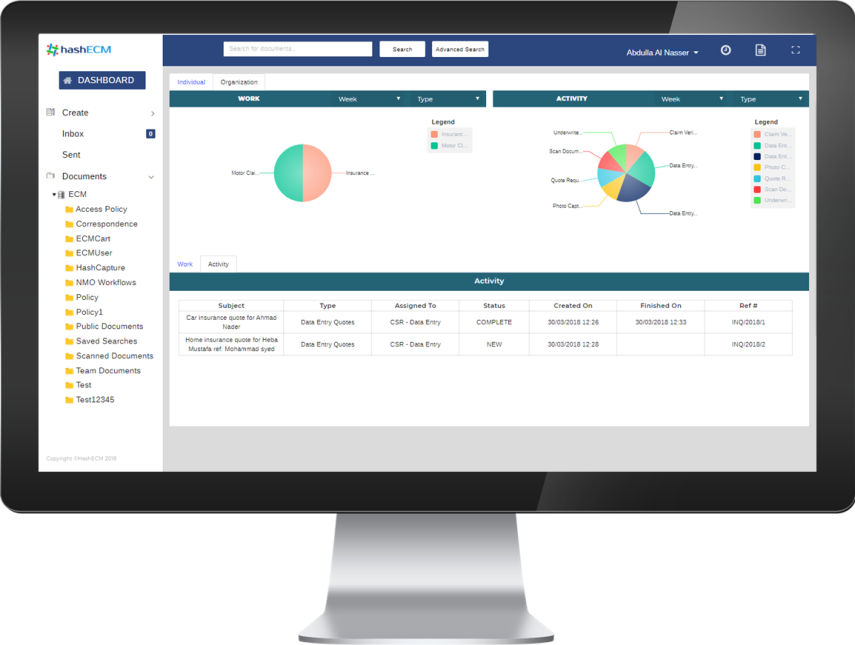 hashECM
Search for documents...
Search
Advanced Search
Abdulla Al Nasser
DASHBOARD
Create
Inbox
0
Sent
Documents
ECM
Access Policy
Correspondence
ECMCart
ECMUser
HashCapture
NMO Workflows
Policy
Policy1
Public Documents
Saved Searches
Scanned Documents
Team Documents
Test
Test12345
Copyright ©HashECM 2018
Individual
Organization
WORK
Week
Type
Legend
Insuranc...
Motor Cl...
Motor Clai...
Insurance ...
ACTIVITY
Week
Type
Legend
Claim Ve...
Data Ent...
Data Ent...
Photo C...
Quote R...
Scan Do...
Underwri...
Underwrite...
Claim Veri...
Scan Docum...
Data Entry...
Quote Requ...
Photo Capt...
Data Entry...
Work
Activity
Activity
Subject Type Assigned To Status Created On Finished On Ref #
Car insurance quote for Ahmad
Nader
Data Entry Quotes CSR - Data Entry COMPLETE 30/03/2018 12:26 30/03/2018 12:33 INQ/2018/1
Home insurance quote for Heba
Mustafa ref: Mohammad syed
Data Entry Quotes CSR - Data Entry NEW 30/03/2018 12:28 INQ/2018/2